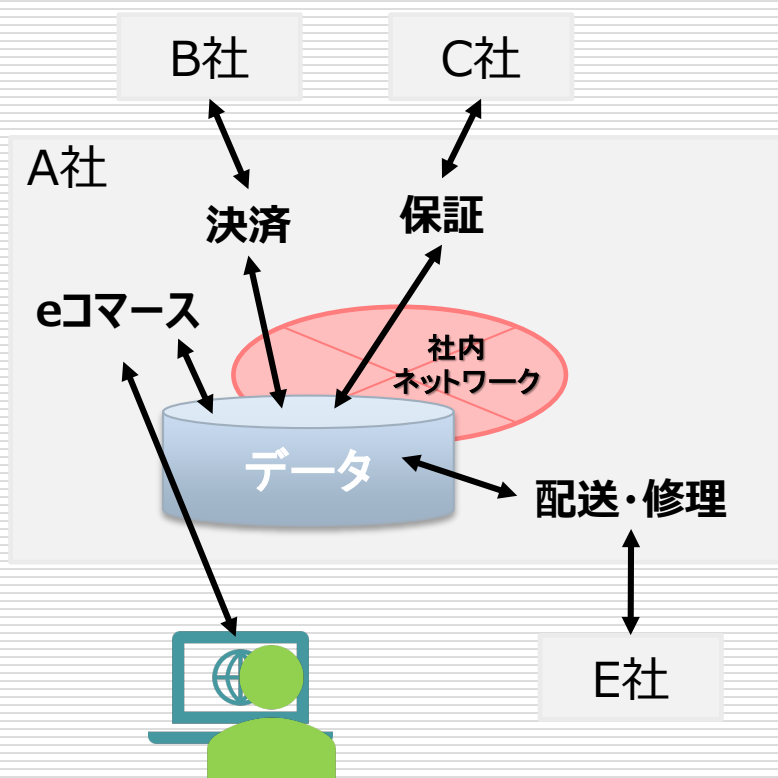 B社
C社
A社
決済
保証
eコマース
社内
ネットワーク
データ
配送・修理
E社